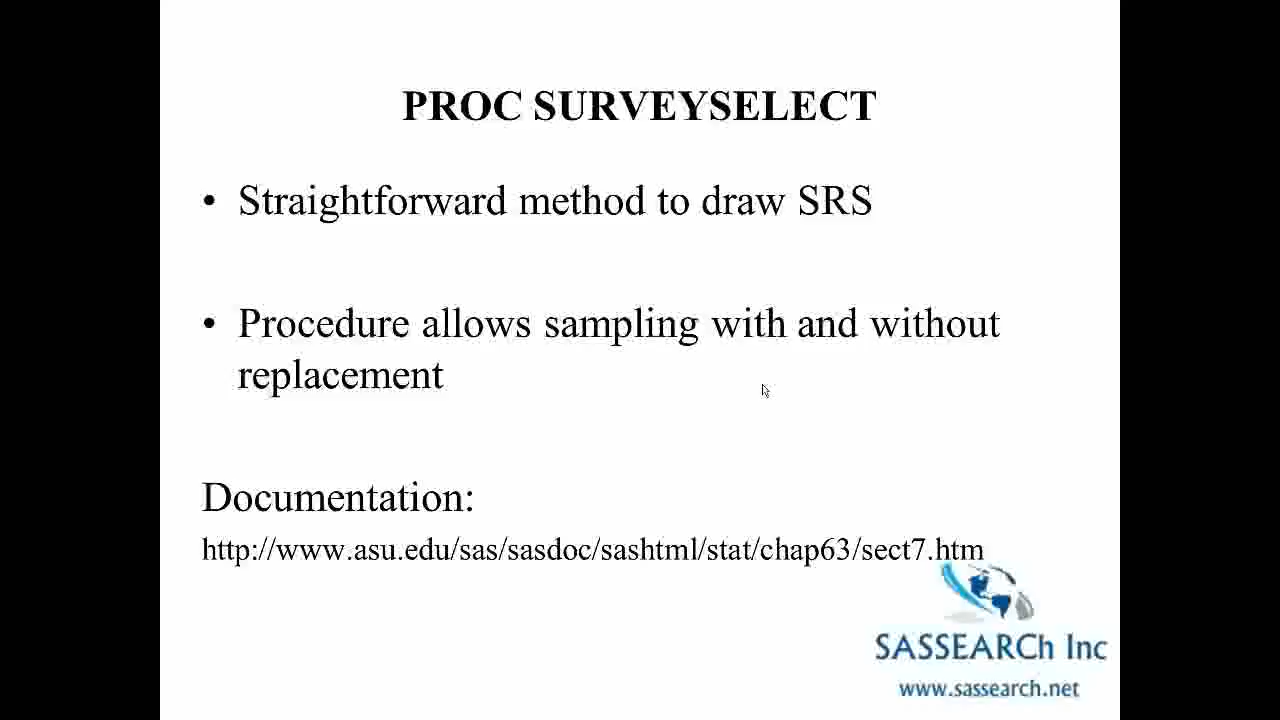 PROC SURVEYSELECT
• Straightforward method to draw SRS
• Procedure allows sampling with and without
replacement
Documentation:
http://www.asu.edu/sas/sasdoc/sashtml/stat/chap63/sect7.htm
SASSEARCh Inc
www.sassearch.net